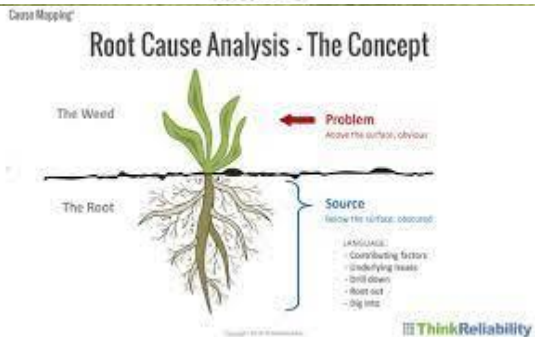 Cause Mapping®
Root Cause Analysis - The Concept
The Weed
Problem
Above the surface, obvious
The Root
Source
Below the surface, obscured
LANGUAGE:
- Contributing factors
- Underlying issues
- Drill down
- Root out
- Dig into
ThinkReliability